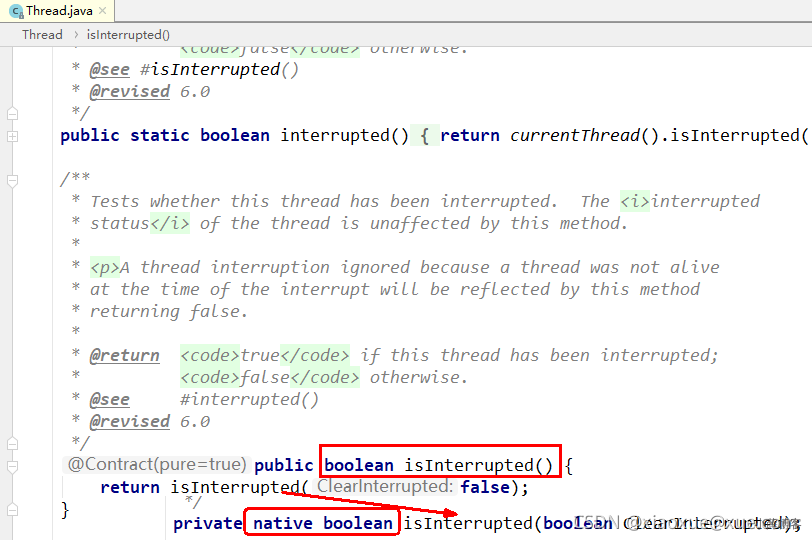 Thread.java
Thread isInterrupted()
* <code>false</code> otherwise.
* @see #isInterrupted()
* @revised 6.0
*/
public static boolean interrupted() { return currentThread().isInterrupted(
/**
* Tests whether this thread has been interrupted. The <i>interrupted
* status</i> of the thread is unaffected by this method.
*
* <p>A thread interruption ignored because a thread was not alive
* at the time of the interrupt will be reflected by this method
* returning false.
*
* @return <code>true</code> if this thread has been interrupted;
* <code>false</code> otherwise.
* @see #interrupted()
* @revised 6.0
*/
@Contract(pure=true) public boolean isInterrupted() {
return isInterrupted( ClearInterrupted: false);
*/
}
private native boolean isInterrupted(boolean ClearInterrupted);
CSDN